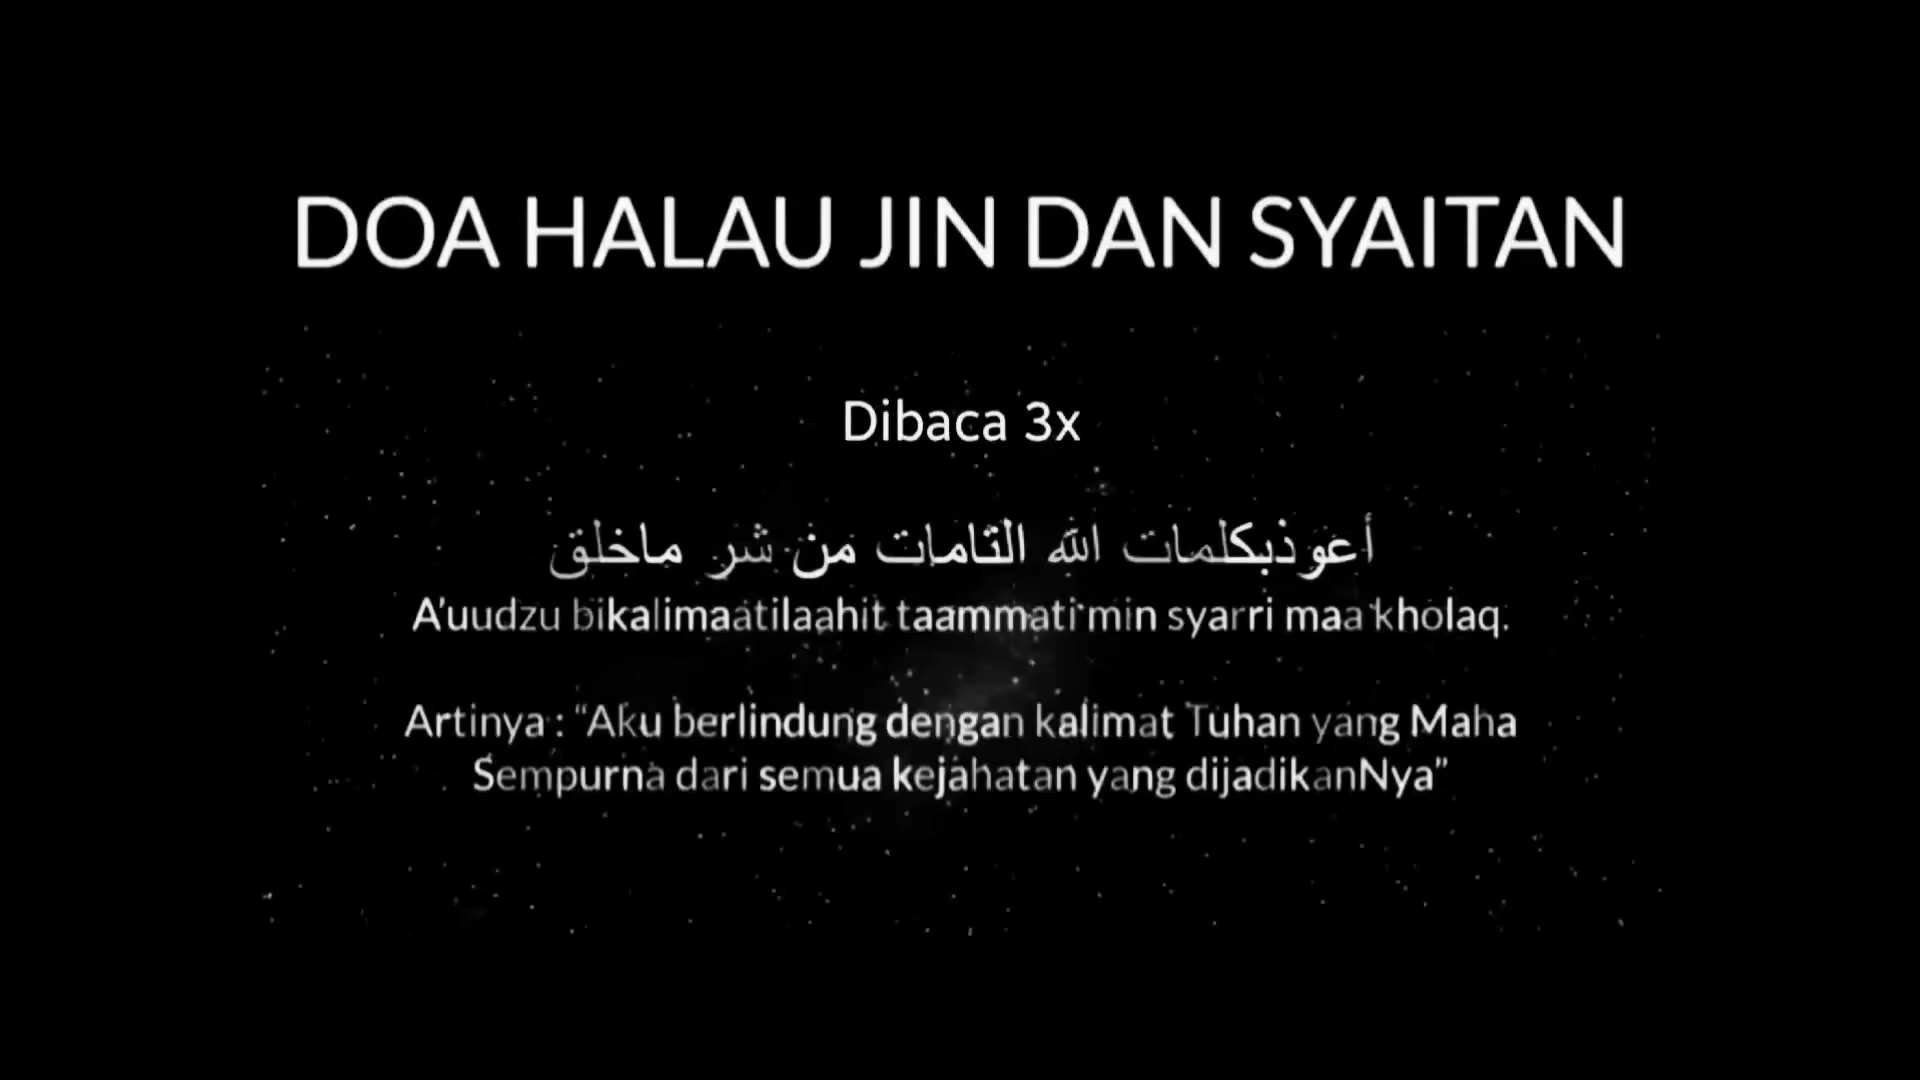 DOA HALAU JIN DAN SYAITAN
Dibaca 3x
أعوذبكلمات الله التامات من شر ماخلق
A'uudzu bikalimaatilaahit taammati min syarri maa kholaq.
Artinya : “Aku berlindung dengan kalimat Tuhan yang Maha
Sempurna dari semua kejahatan yang dijadikanNya”